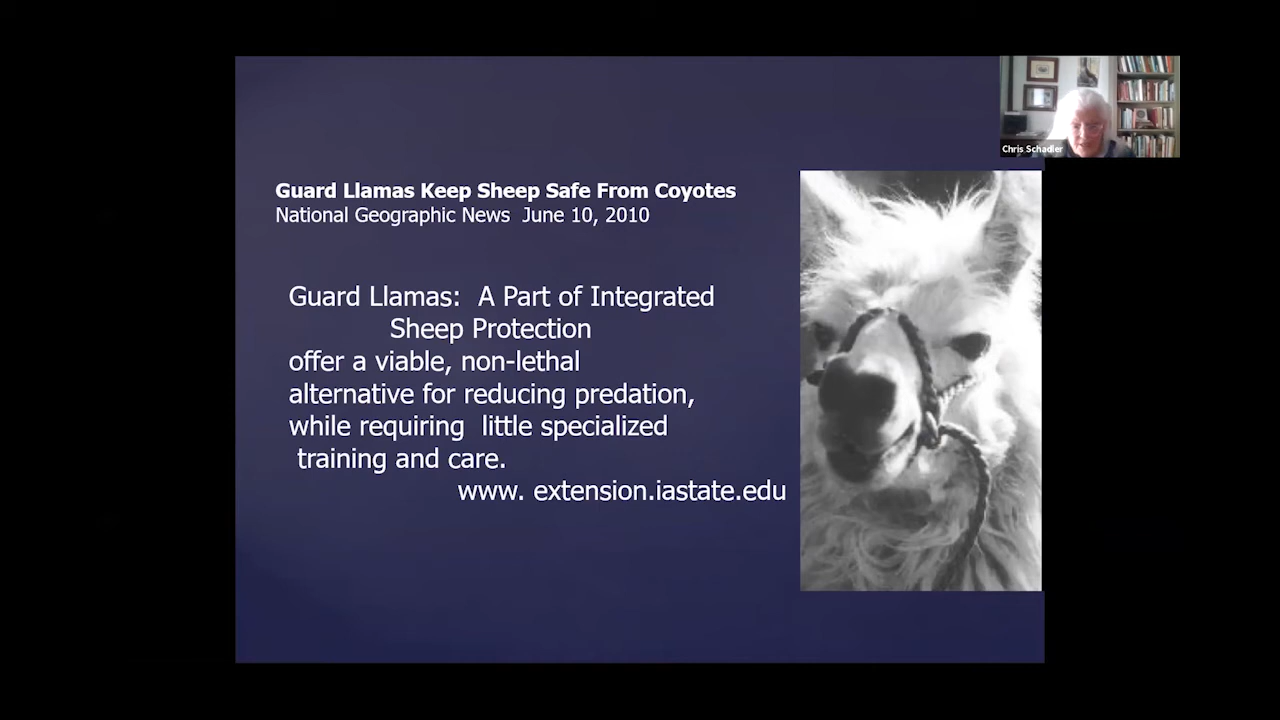 Chris Schadler
Guard Llamas Keep Sheep Safe From Coyotes
National Geographic News June 10, 2010
Guard Llamas: A Part of Integrated
Sheep Protection
offer a viable, non-lethal
alternative for reducing predation,
while requiring little specialized
training and care.
www. extension.iastate.edu